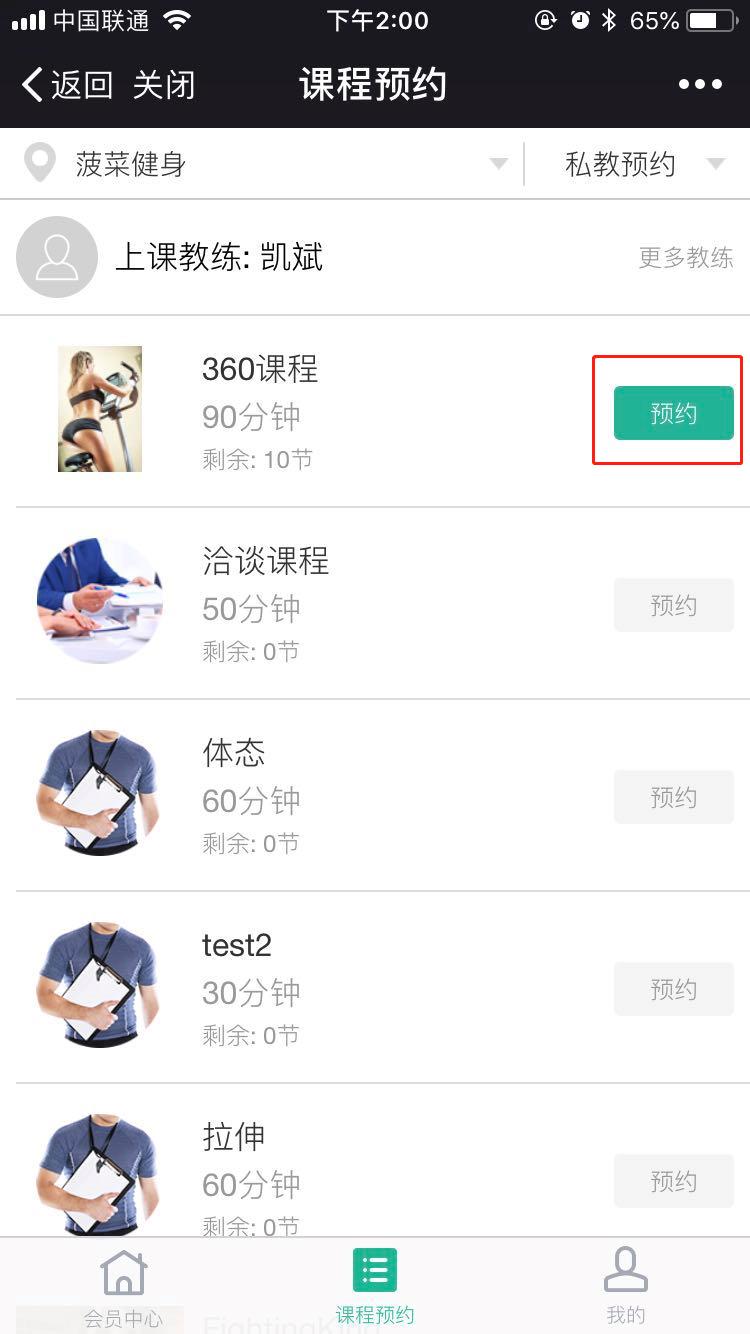 中国联通 下午2:00 65%
返回 关闭 课程预约
菠菜健身 私教预约
上课教练: 凯斌 更多教练
360课程
90分钟
剩余: 10节
预约
洽谈课程
50分钟
剩余: 0节
预约
体态
60分钟
剩余: 0节
预约
test2
30分钟
剩余: 0节
预约
拉伸
60分钟
剩余: 0节
预约
会员中心 课程预约 我的
FightingKing